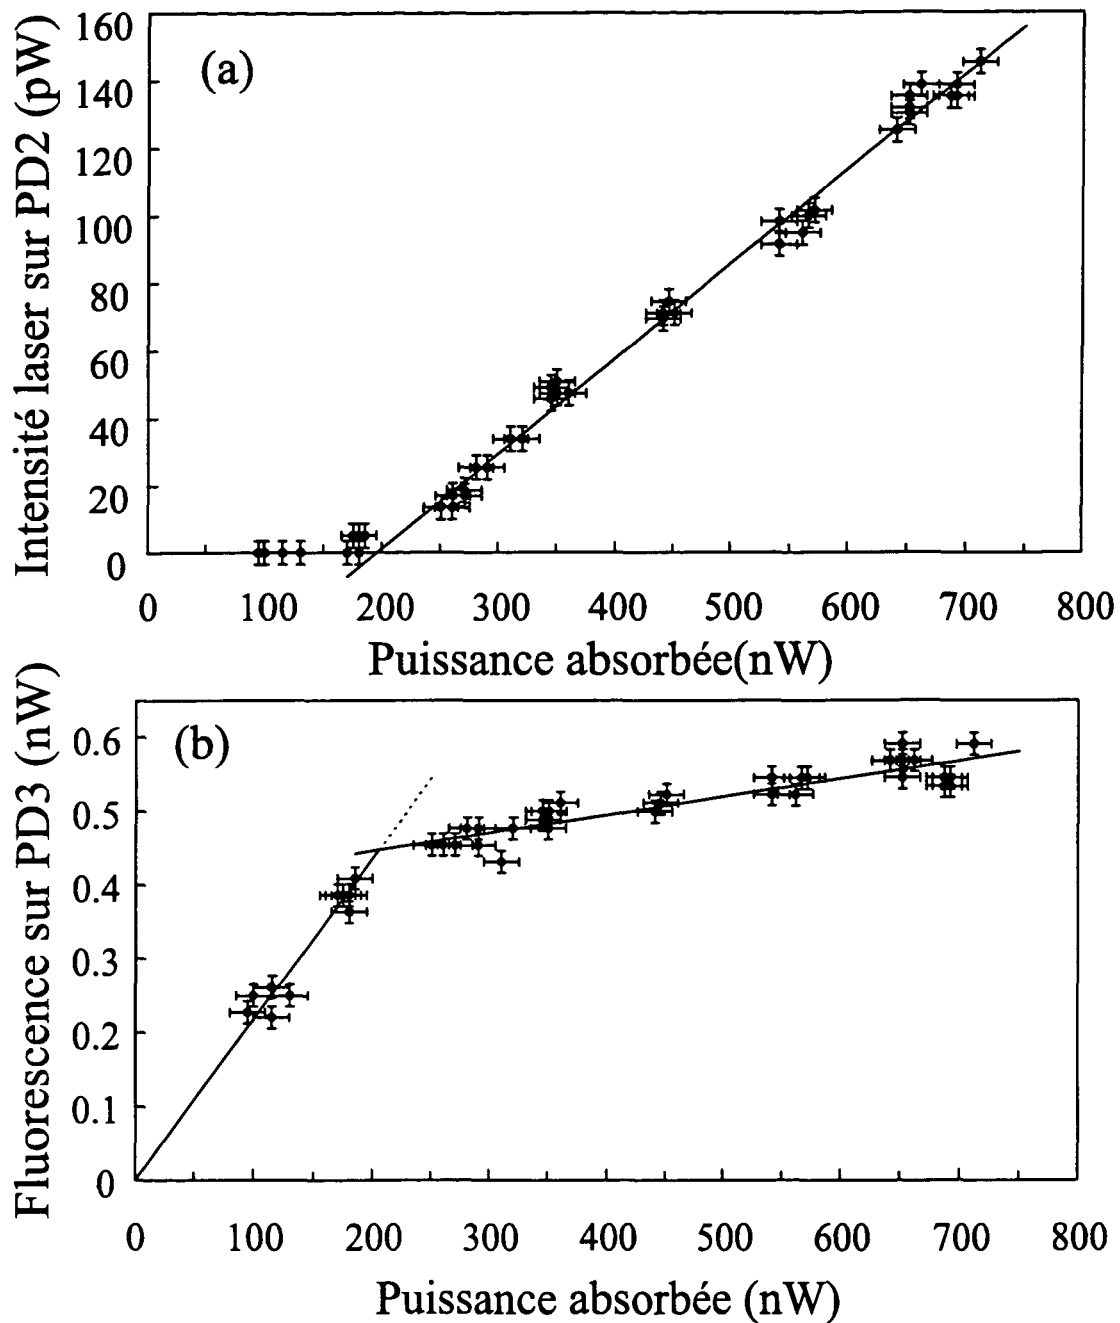 (a)
Intensité laser sur PD2 (pW)
160
140
120
100
80
60
40
20
0
0 100 200 300 400 500 600 700 800
Puissance absorbée(nW)
(b)
Fluorescence sur PD3 (nW)
0.6
0.5
0.4
0.3
0.2
0.1
0
0 100 200 300 400 500 600 700 800
Puissance absorbée (nW)